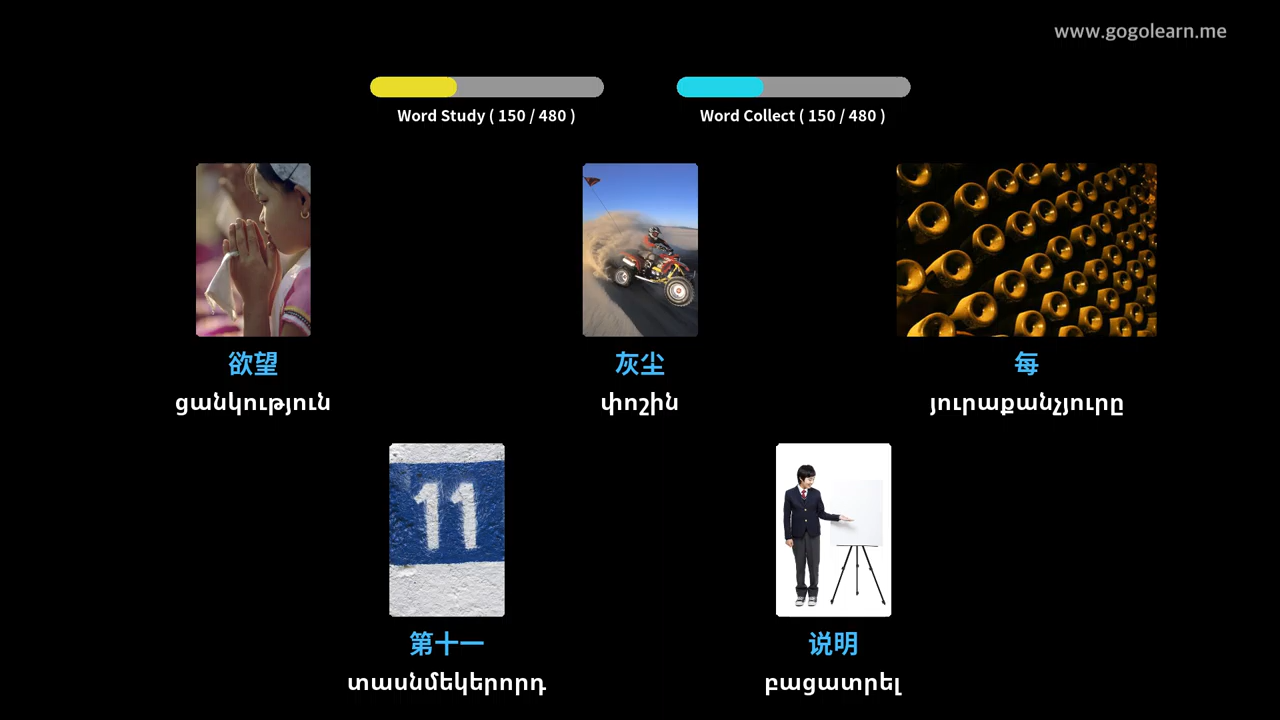 www.gogolearn.me
Word Study ( 150 / 480 )
Word Collect ( 150 / 480 )
欲望
ցանկություն
灰尘
փոշին
每
յուրաքանչյուրը
11
第十一
տասնմեկերորդ
说明
բացատրել